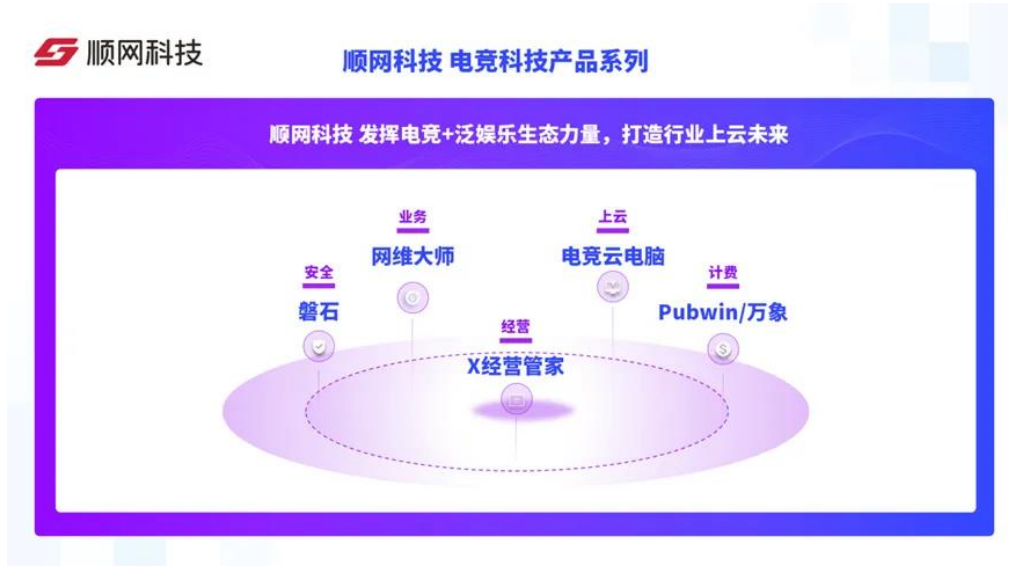 顺网科技
顺网科技 电竞科技产品系列
顺网科技 发挥电竞+泛娱乐生态力量，打造行业上云未来
业务
网维大师
上云
电竞云电脑
安全
磐石
计费
Pubwin/万象
经营
X经营管家